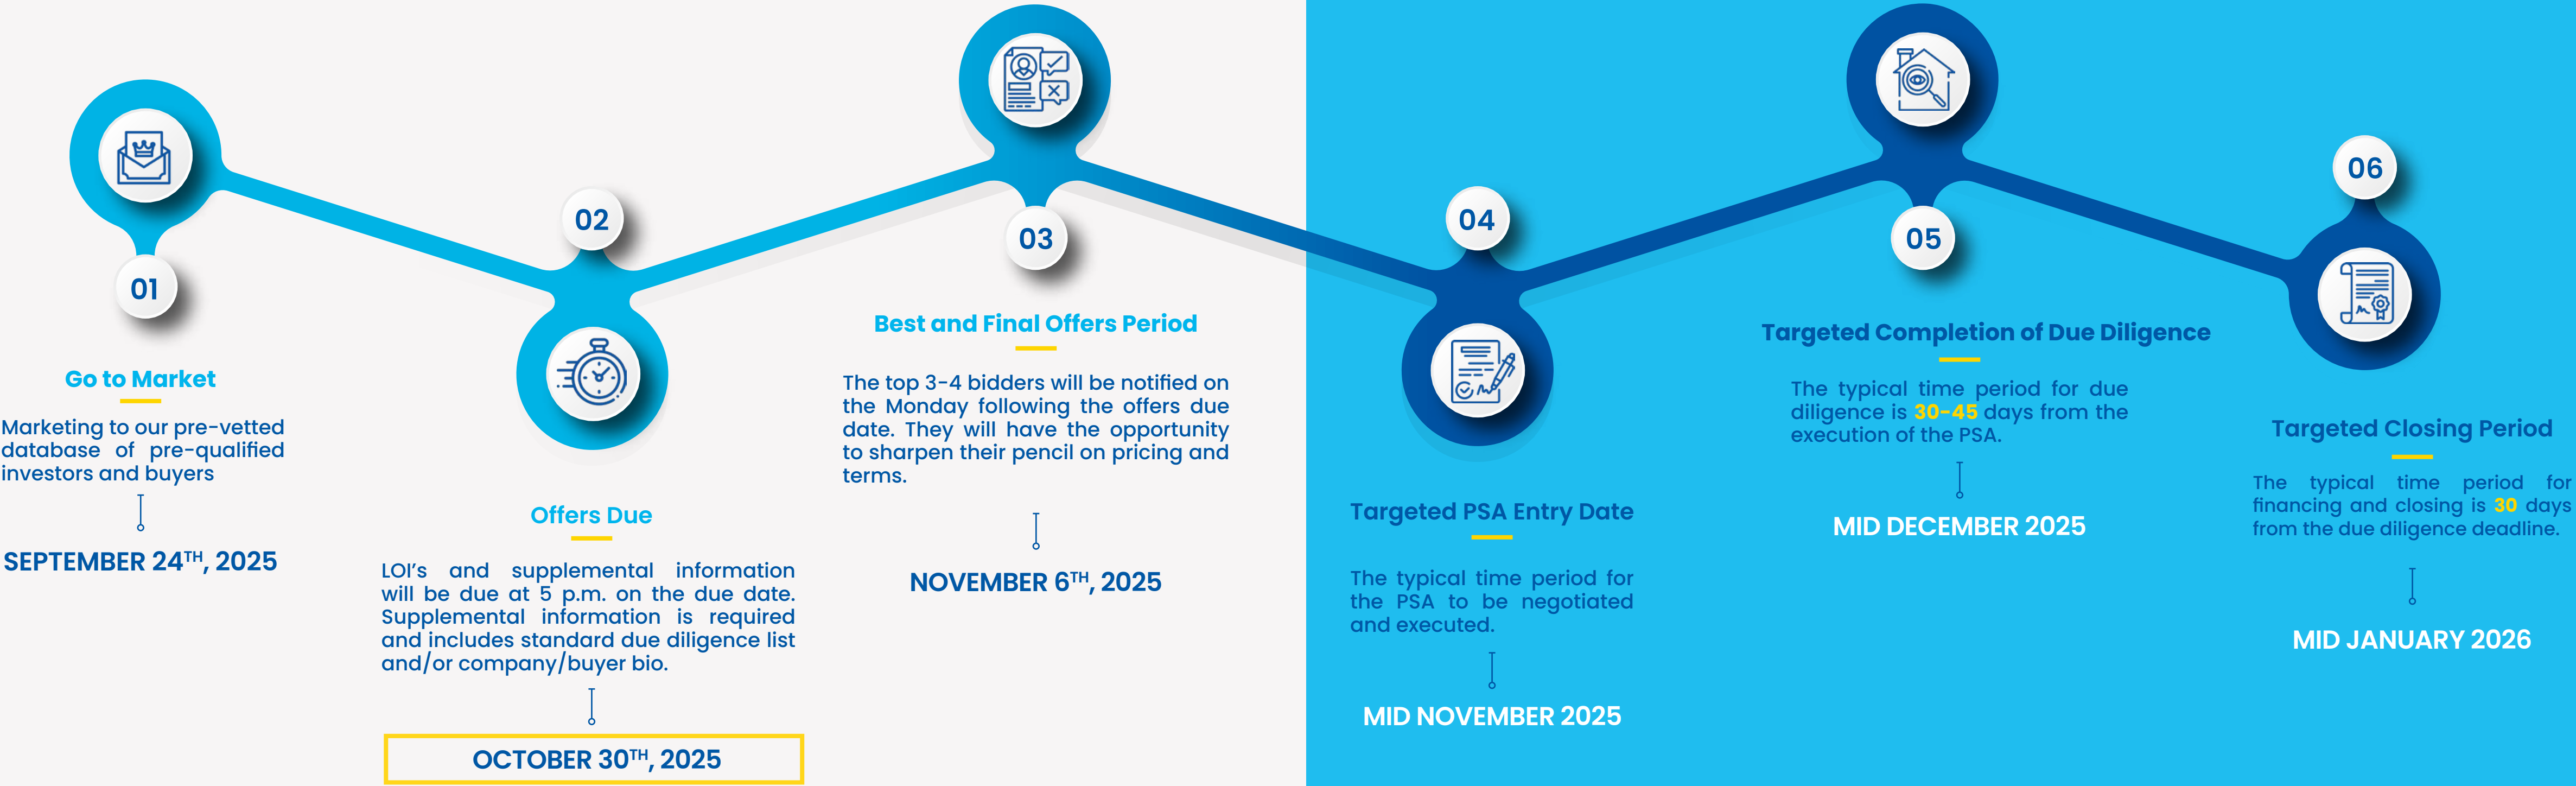 01
Go to Market
Marketing to our pre-vetted
database of pre-qualified
investors and buyers
SEPTEMBER 24TH, 2025
02
Offers Due
LOI’s and supplemental information
will be due at 5 p.m. on the due date.
Supplemental information is required
and includes standard due diligence list
and/or company/buyer bio.
OCTOBER 30TH, 2025
03
Best and Final Offers Period
The top 3-4 bidders will be notified on
the Monday following the offers due
date. They will have the opportunity
to sharpen their pencil on pricing and
terms.
NOVEMBER 6TH, 2025
04
Targeted PSA Entry Date
The typical time period for
the PSA to be negotiated
and executed.
MID NOVEMBER 2025
05
Targeted Completion of Due Diligence
The typical time period for due
diligence is 30-45 days from the
execution of the PSA.
MID DECEMBER 2025
06
Targeted Closing Period
The typical time period for
financing and closing is 30 days
from the due diligence deadline.
MID JANUARY 2026